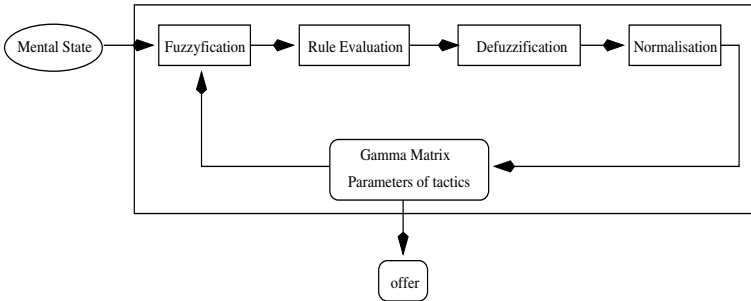 Mental State
Fuzzyfication
Rule Evaluation
Defuzzification
Normalisation
Gamma Matrix
Parameters of tactics
offer